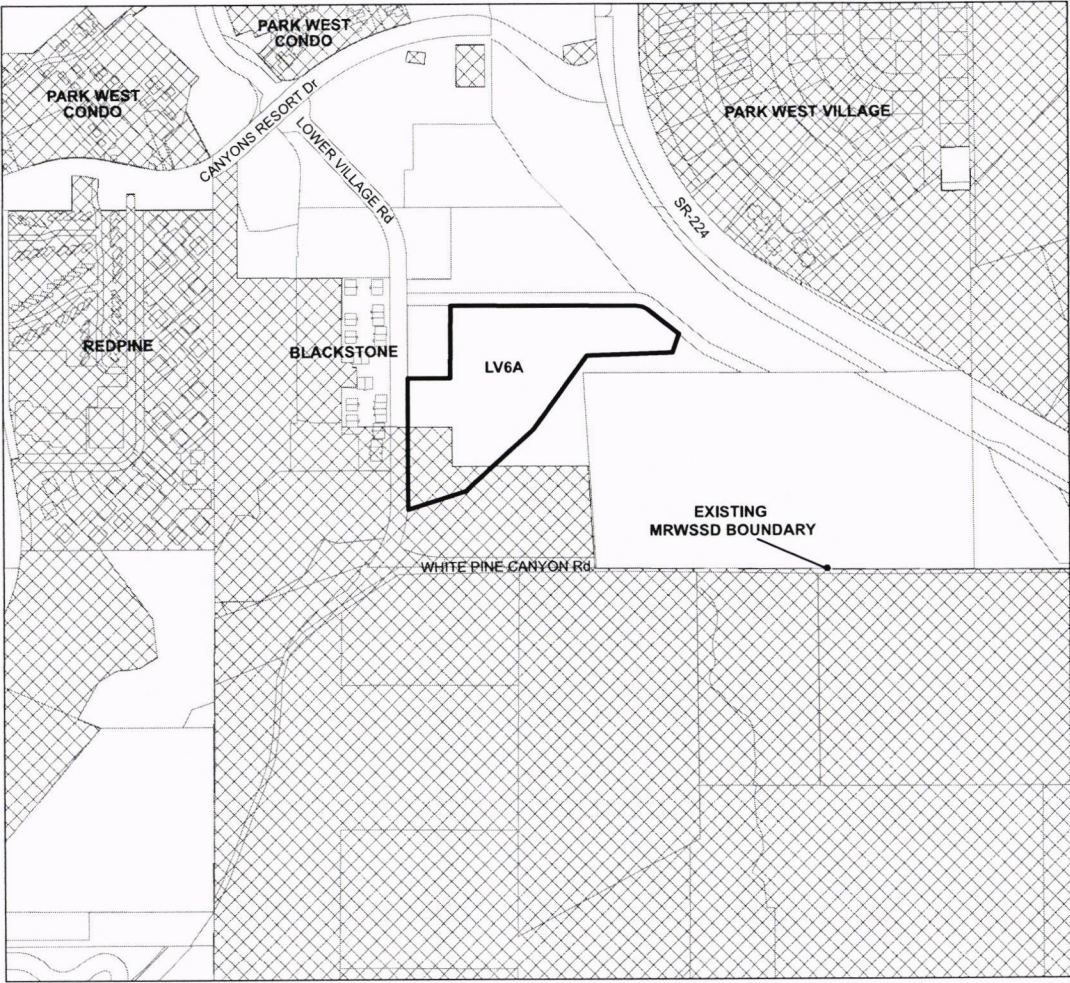 PARK WEST
CONDO
PARK WEST
CONDO
CANYONS RESORT Dr
LOWER VILLAGE Rd
PARK WEST VILLAGE
SR-224
REDPINE
BLACKSTONE
LV6A
EXISTING
MRWSSD BOUNDARY
WHITE PINE CANYON Rd.